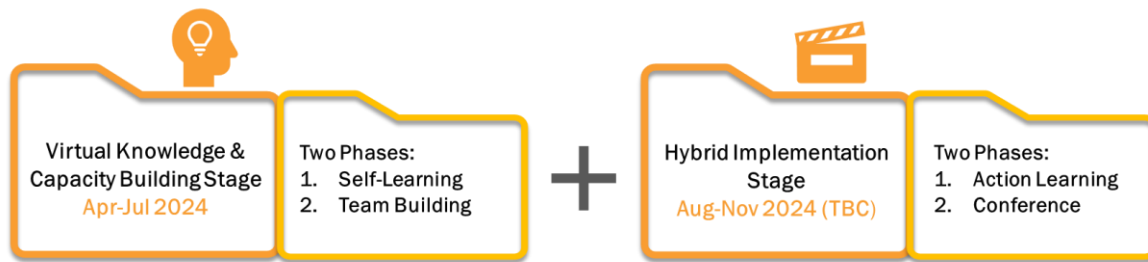 Virtual Knowledge &
Capacity Building Stage
Apr-Jul 2024
Two Phases:
1. Self-Learning
2. Team Building
Hybrid Implementation
Stage
Aug-Nov 2024 (TBC)
Two Phases:
1. Action Learning
2. Conference